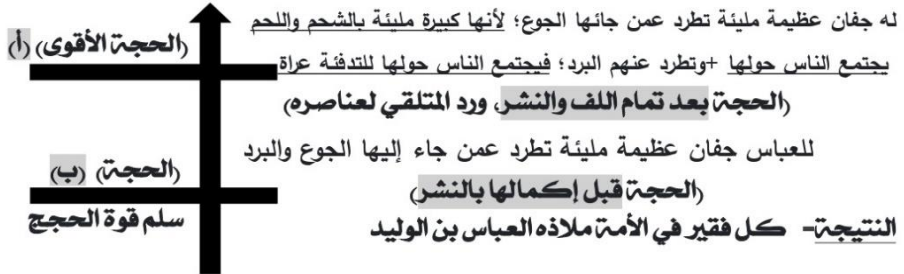 له جفان عظيمة مليئة تطرد عمن جائها الجوع؛ لأنها كبيرة مليئة بالشحم واللحم
يجتمع الناس حولها +وتطرد عنهم البرد؛ فيجتمع الناس حولها للتدفئة عراة
(الحجة الأقوى) (أ)
(الحجة بعد تمام اللف والنشر، ورد المتلقي لعناصره)
للعباس جفان عظيمة مليئة تطرد عمن جاء إليها الجوع والبرد
(الحجة) (ب)
(الحجة قبل إكمالها بالنشر)
سلم قوة الحجج
النتيجة- كل فقير في الأمة ملاذه العباس بن الوليد